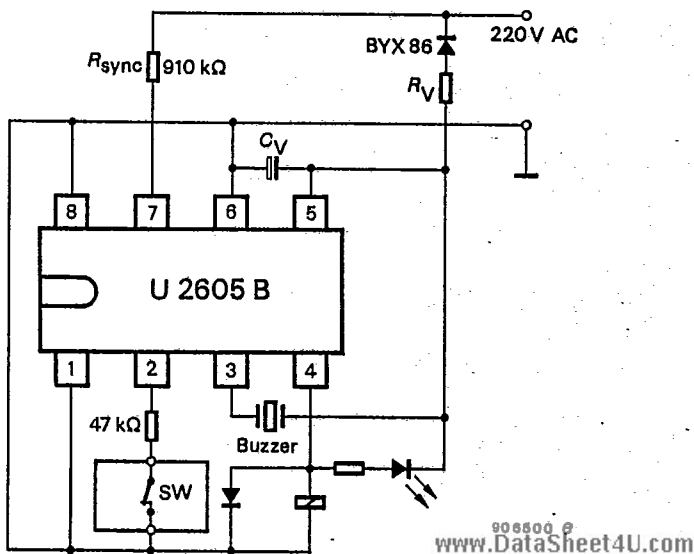 BYX 86
220 V AC
Rsync 910 kΩ
RV
CV
8 7 6 5
U 2605 B
1 2 3 4
47 kΩ
Buzzer
SW
www.DataSheet4U.com